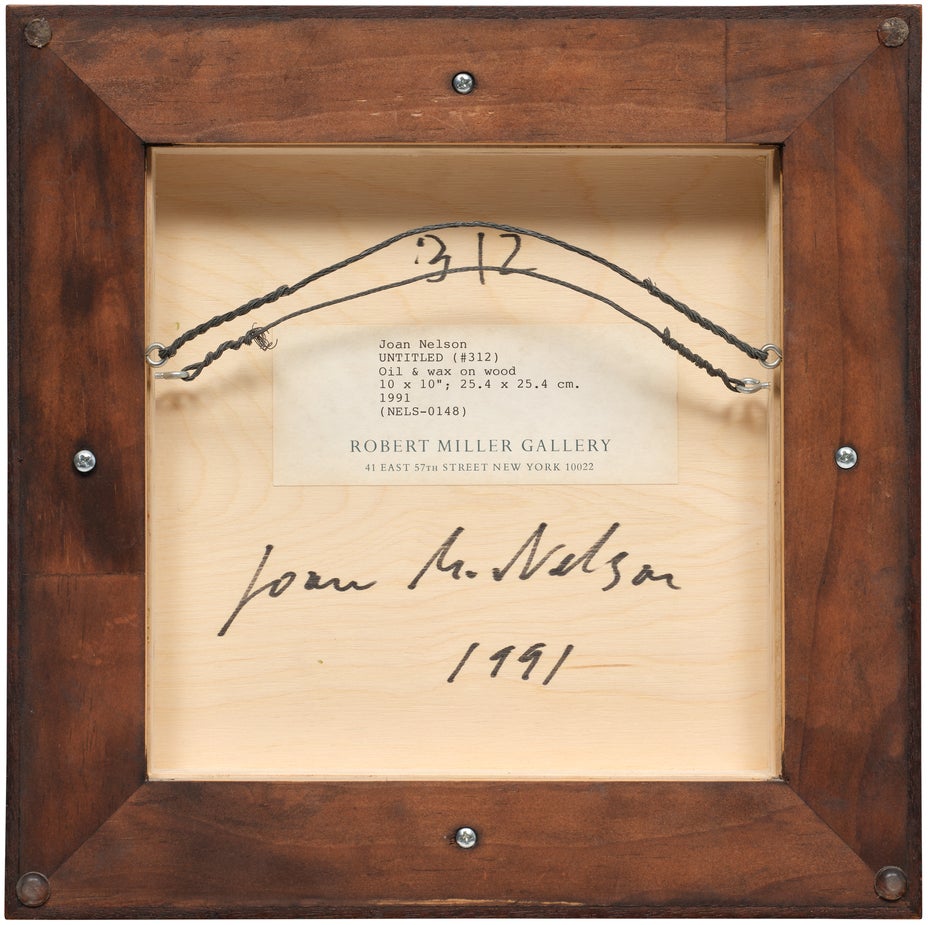 312
Joan Nelson
UNTITLED (#312)
Oil & wax on wood
10 x 10"; 25.4 x 25.4 cm.
1991
(NELS-0148)
ROBERT MILLER GALLERY
41 EAST 57TH STREET NEW YORK 10022
Joan M. Nelson
1991